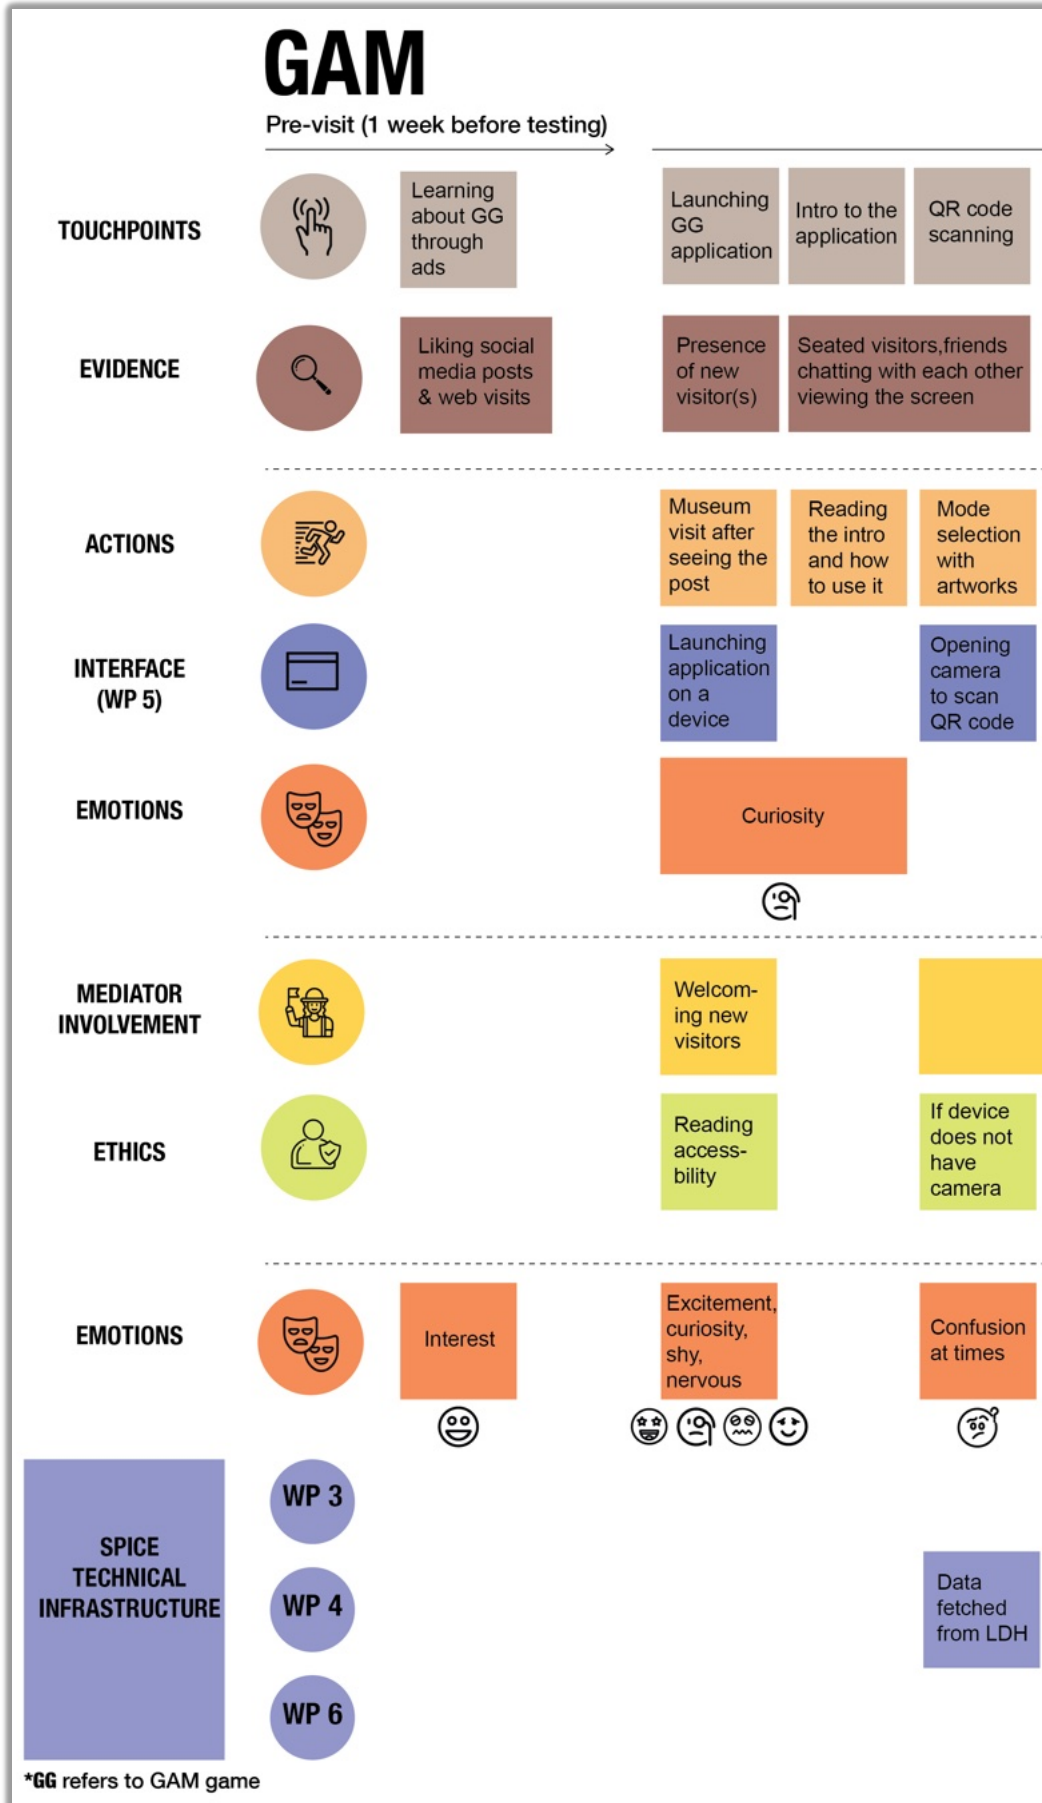 GAM
Pre-visit (1 week before testing)
TOUCHPOINTS
Learning
about GG
through
ads
Launching
GG
application
Intro to the
application
QR code
scanning
EVIDENCE
Liking social
media posts
& web visits
Presence
of new
visitor(s)
Seated visitors,friends
chatting with each other
viewing the screen
ACTIONS
Museum
visit after
seeing the
post
Reading
the intro
and how
to use it
Mode
selection
with
artworks
INTERFACE
(WP 5)
Launching
application
on a
device
Opening
camera
to scan
QR code
EMOTIONS
Curiosity
MEDIATOR
INVOLVEMENT
Welcom-
ing new
visitors
ETHICS
Reading
access-
bility
If device
does not
have
camera
EMOTIONS
Interest
Excitement,
curiosity,
shy,
nervous
Confusion
at times
SPICE
TECHNICAL
INFRASTRUCTURE
WP 3
WP 4
Data
fetched
from LDH
WP 6
*GG refers to GAM game